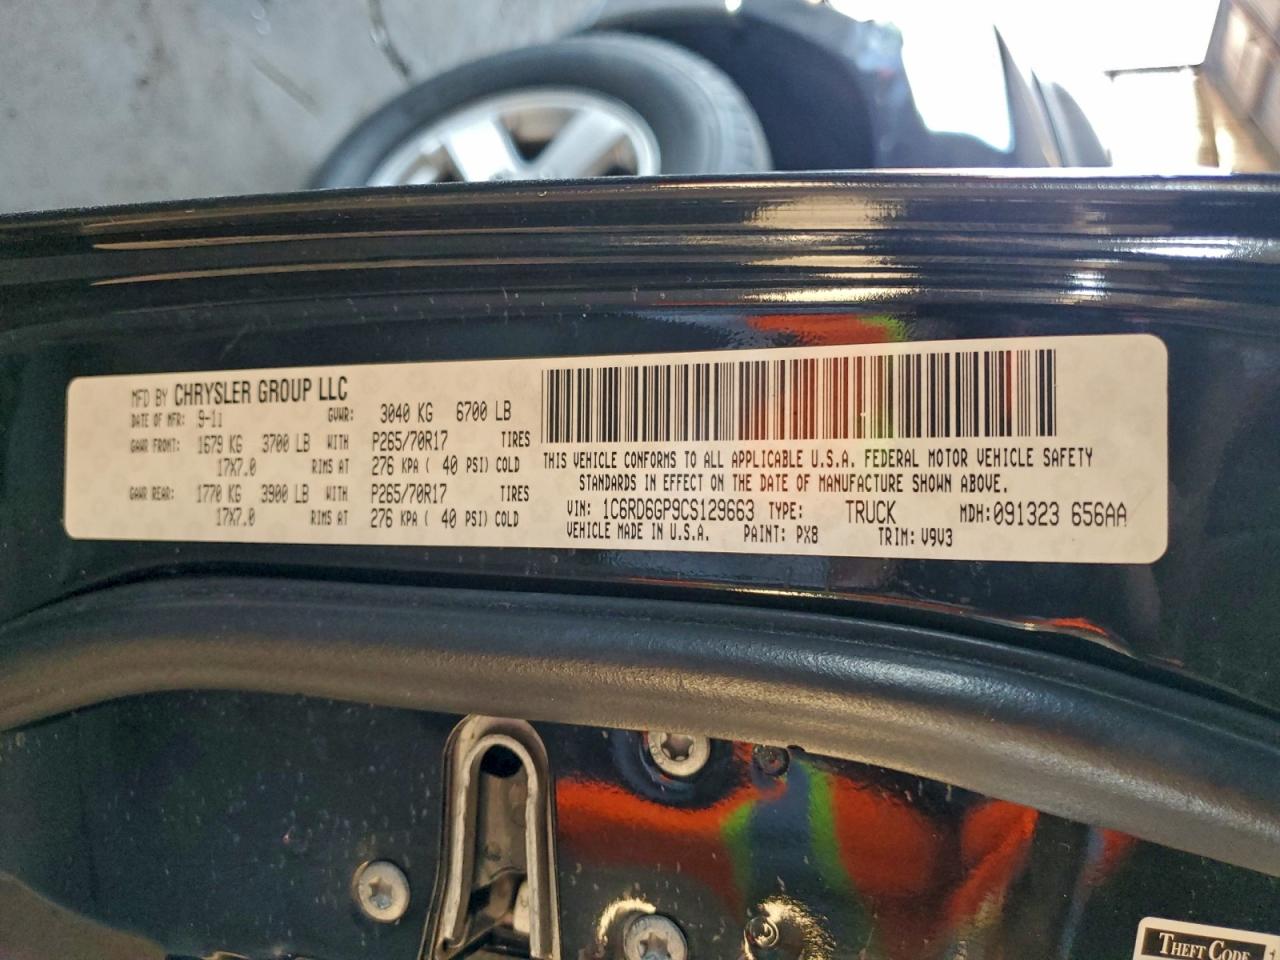 MFD BY CHRYSLER GROUP LLC
DATE OF MFR: 9-11 GVWR: 3040 KG 6700 LB
GAWR FRONT: 1679 KG 3700 LB WITH P265/70R17 TIRES
17X7.0 RIMS AT 276 KPA ( 40 PSI) COLD
GAWR REAR: 1770 KG 3900 LB WITH P265/70R17 TIRES
17X7.0 RIMS AT 276 KPA ( 40 PSI) COLD
THIS VEHICLE CONFORMS TO ALL APPLICABLE U.S.A. FEDERAL MOTOR VEHICLE SAFETY
STANDARDS IN EFFECT ON THE DATE OF MANUFACTURE SHOWN ABOVE.
VIN: 1C6RD6GP9CS129663 TYPE: TRUCK MDH:091323 656AA
VEHICLE MADE IN U.S.A. PAINT: PX8 TRIM: V9V3
THEFT CODE